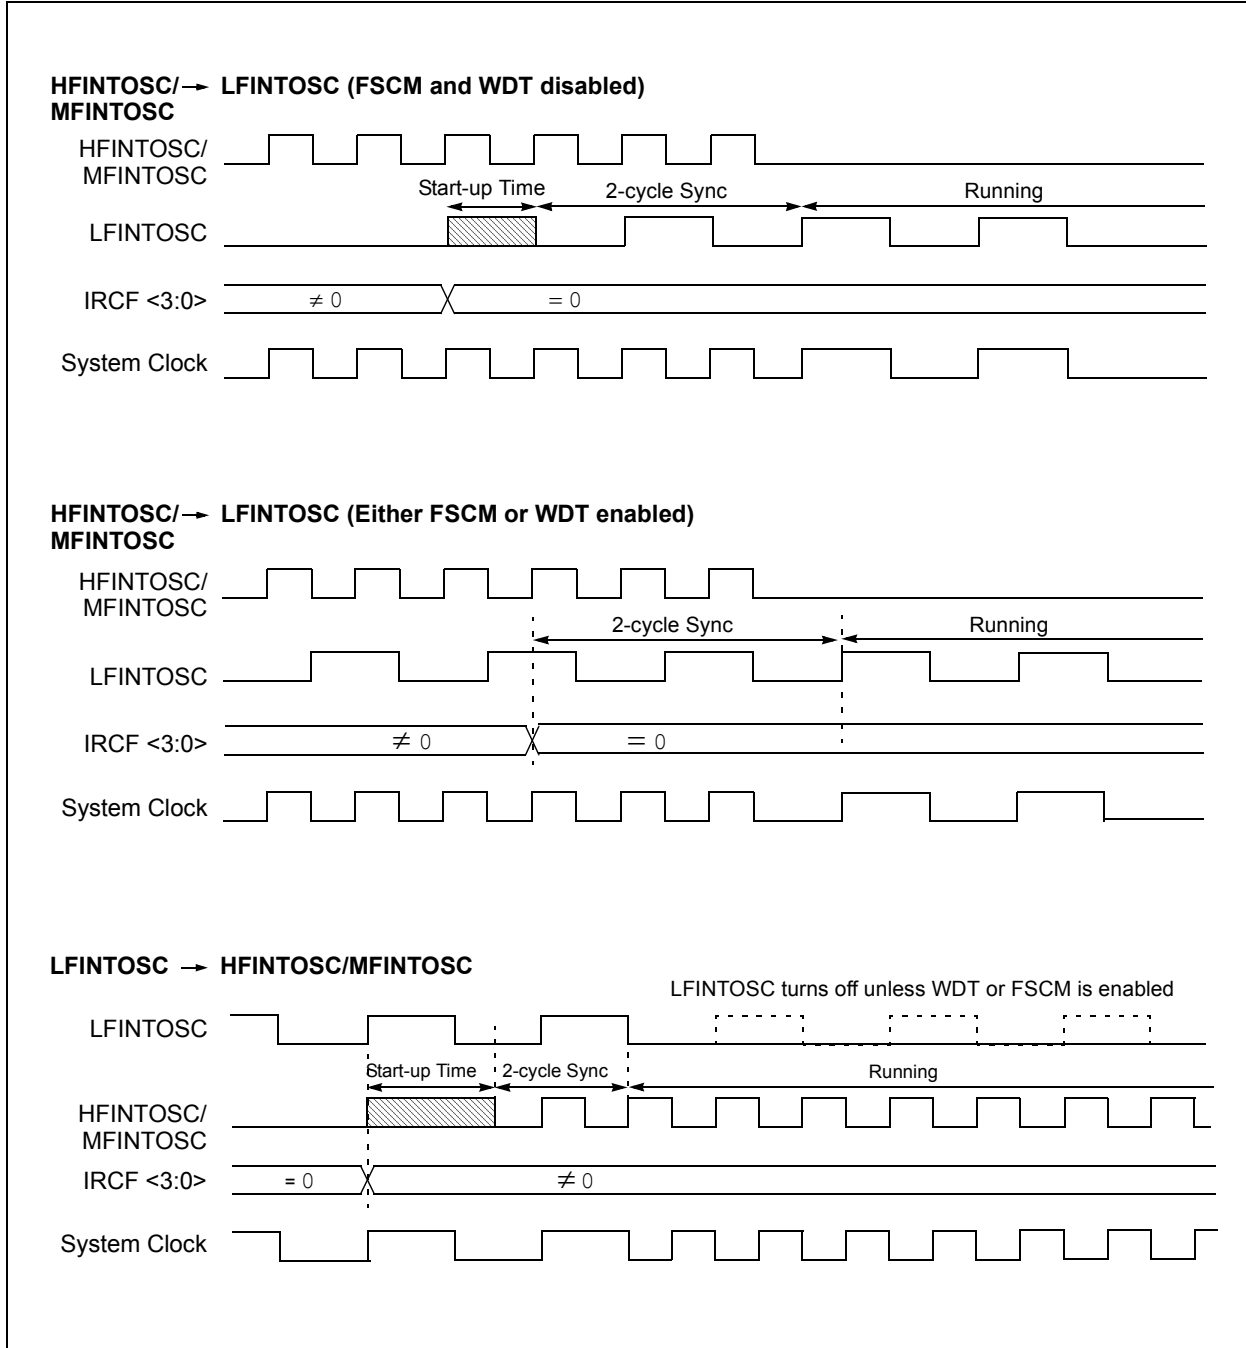 HFINTOSC/→ LFINTOSC (FSCM and WDT disabled)
MFINTOSC
HFINTOSC/
MFINTOSC
Start-up Time
2-cycle Sync
Running
LFINTOSC
IRCF <3:0>
≠ 0
= 0
System Clock
HFINTOSC/→ LFINTOSC (Either FSCM or WDT enabled)
MFINTOSC
HFINTOSC/
MFINTOSC
2-cycle Sync
Running
LFINTOSC
IRCF <3:0>
≠ 0
= 0
System Clock
LFINTOSC → HFINTOSC/MFINTOSC
LFINTOSC turns off unless WDT or FSCM is enabled
LFINTOSC
Start-up Time
2-cycle Sync
Running
HFINTOSC/
MFINTOSC
IRCF <3:0>
= 0
≠ 0
System Clock